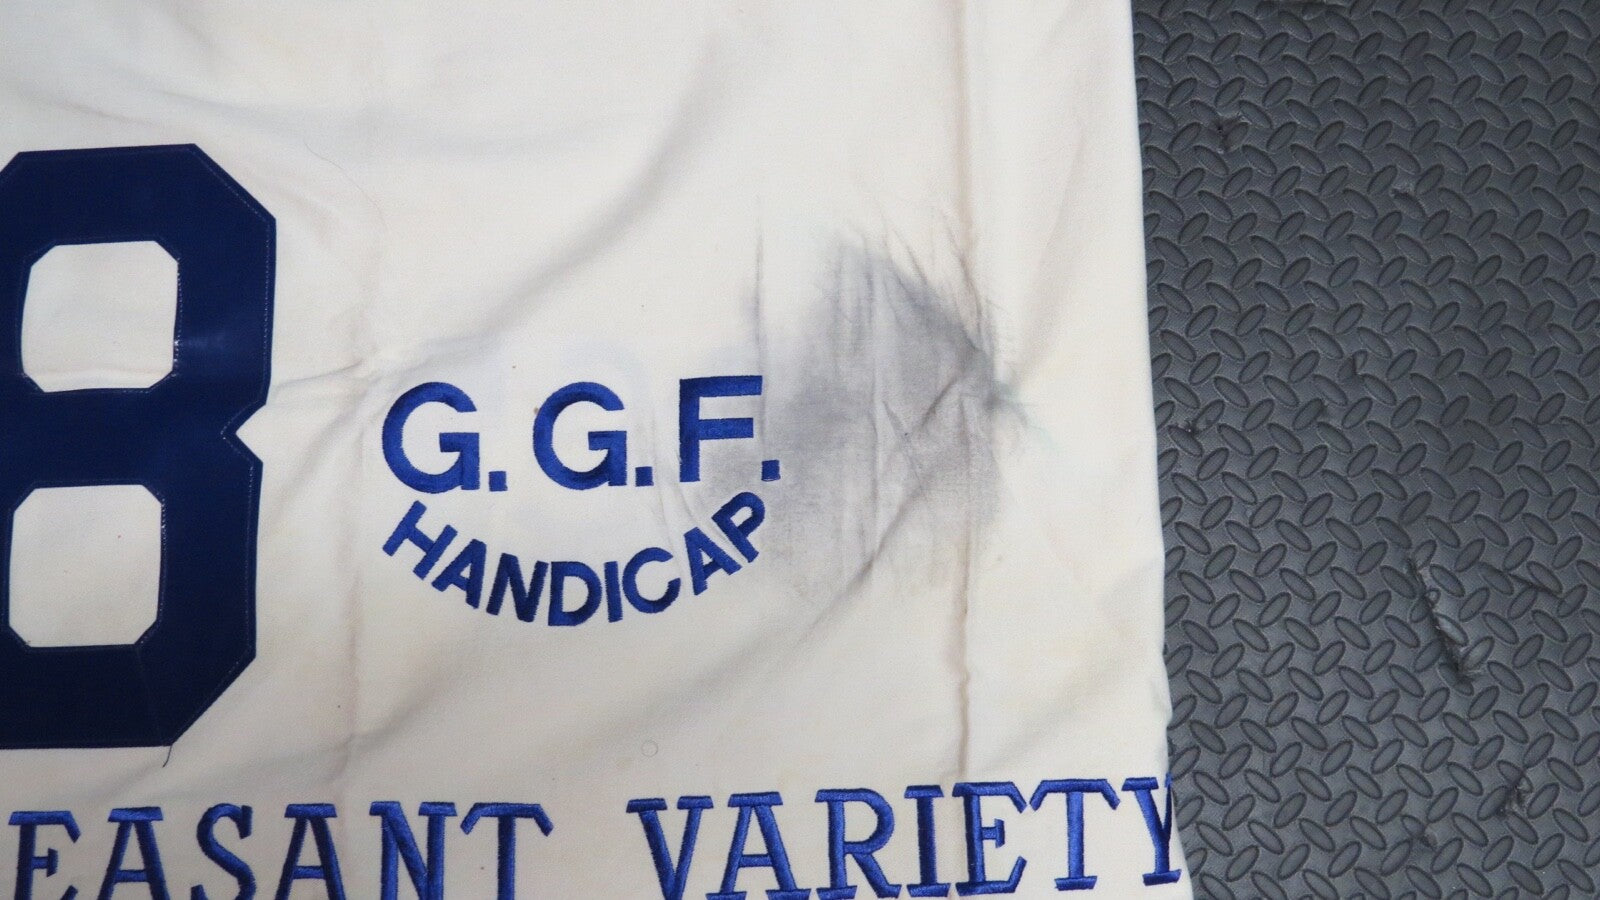 8
G. G. F.
HANDICAP
EASANT VARIETY